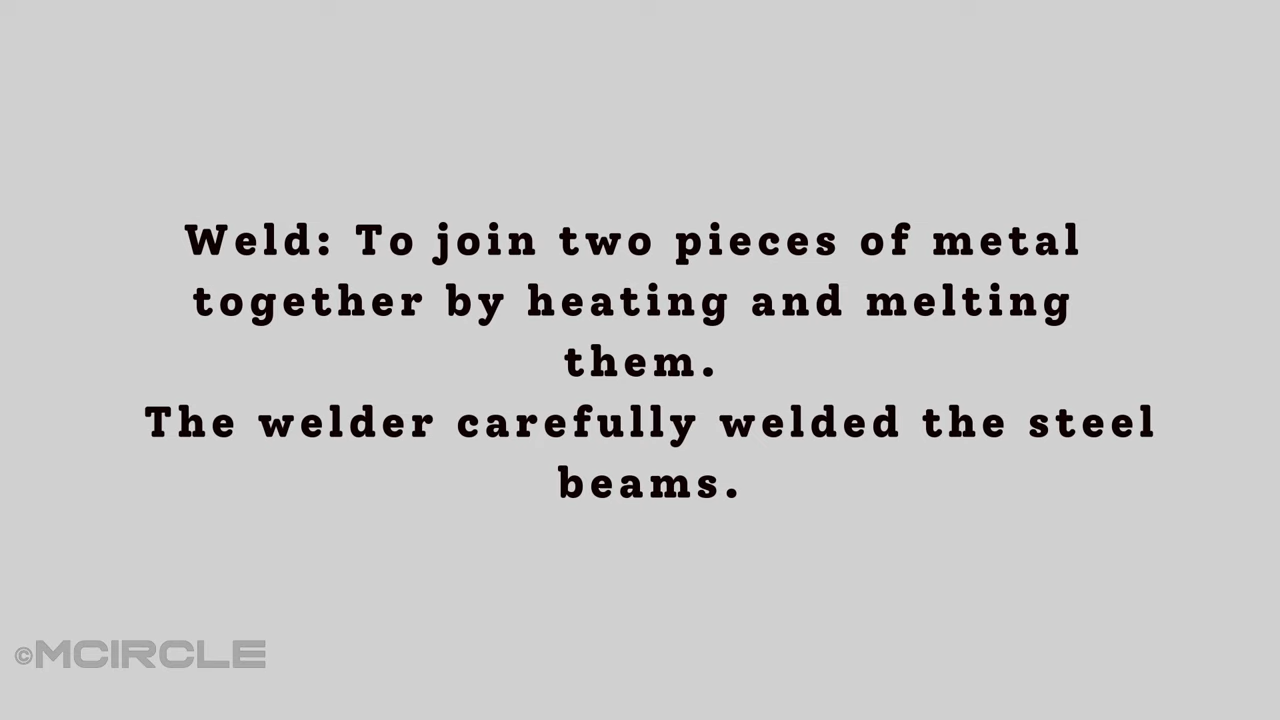 Weld: To join two pieces of metal
together by heating and melting
them.
The welder carefully welded the steel
beams.
©MCIRCLE